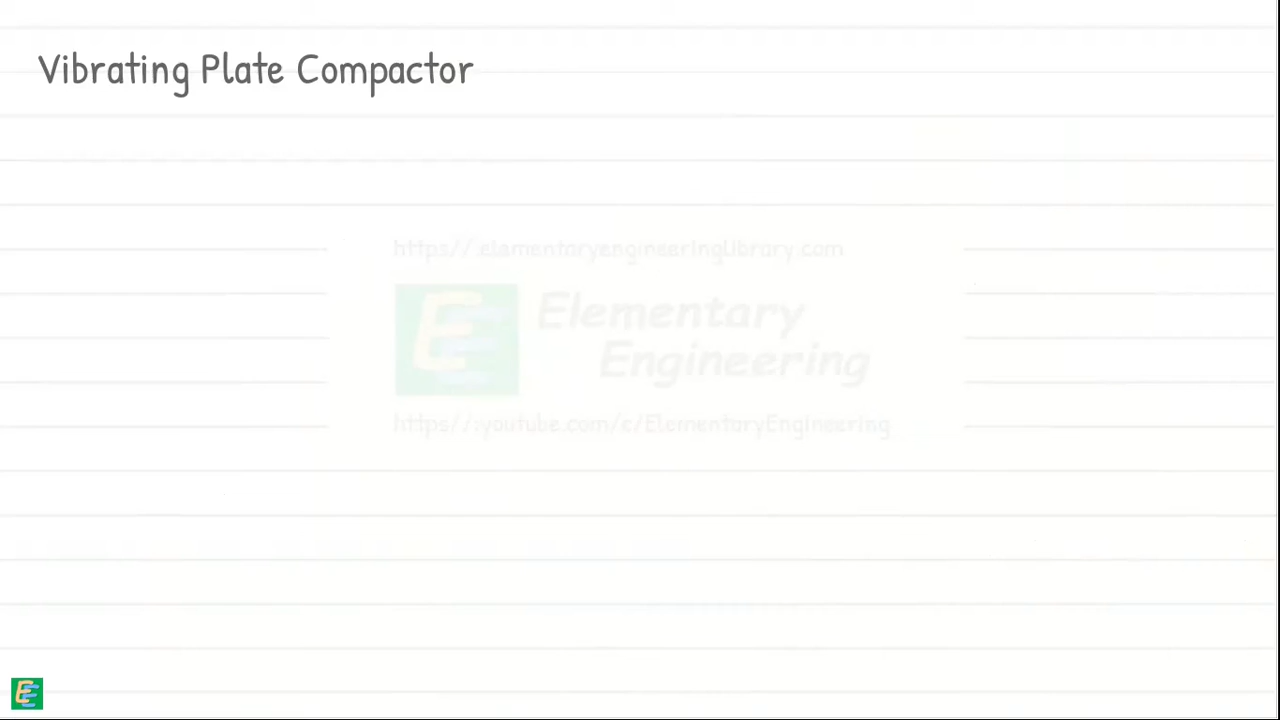 Vibrating Plate Compactor
https//:elementaryengineeringlibrary.com
E Elementary
Engineering
https//:youtube.com/c/ElementaryEngineering
E